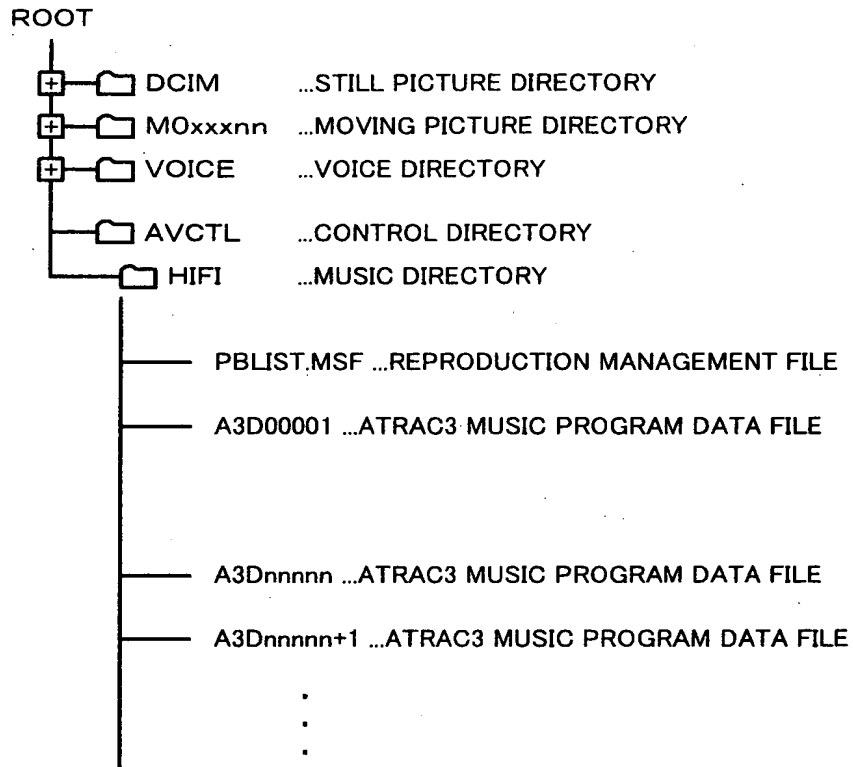 ROOT
DCIM ...STILL PICTURE DIRECTORY
MOxxxnn ...MOVING PICTURE DIRECTORY
VOICE ...VOICE DIRECTORY
AVCTL ...CONTROL DIRECTORY
HIFI ...MUSIC DIRECTORY
PBLIST.MSF ...REPRODUCTION MANAGEMENT FILE
A3D00001 ...ATRAC3 MUSIC PROGRAM DATA FILE
A3Dnnnnn ...ATRAC3 MUSIC PROGRAM DATA FILE
A3Dnnnnn+1 ...ATRAC3 MUSIC PROGRAM DATA FILE